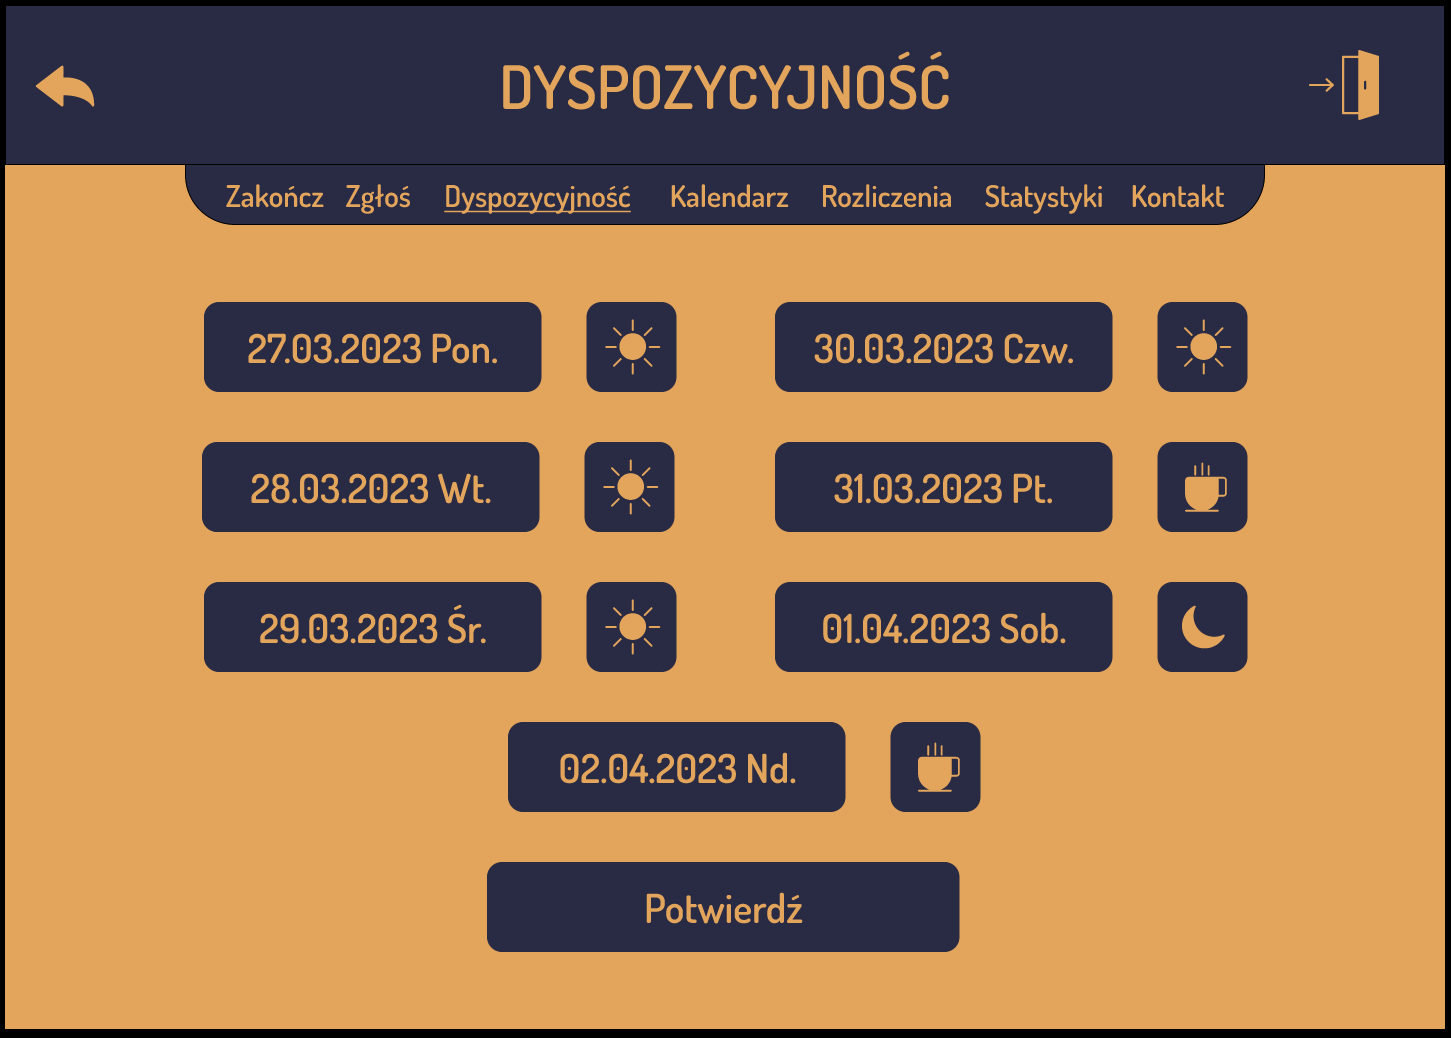 DYSPOZYCYJNOŚĆ
Zakończ Zgłoś Dyspozycyjność Kalendarz Rozliczenia Statystyki Kontakt
27.03.2023 Pon.
30.03.2023 Czw.
28.03.2023 Wt.
31.03.2023 Pt.
29.03.2023 Śr.
01.04.2023 Sob.
02.04.2023 Nd.
Potwierdź